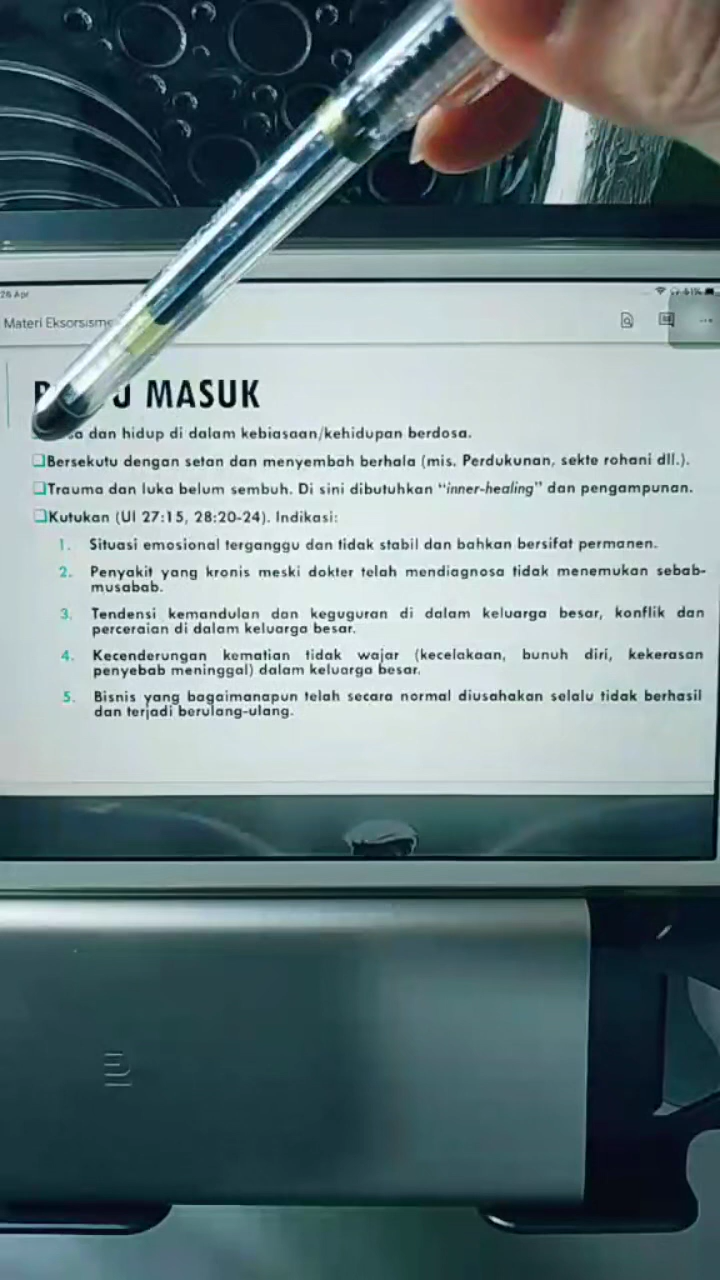 26 Apr
61%
Materi Eksorsisme
MASUK
dan hidup di dalam kebiasaan/kehidupan berdosa.
Bersekutu dengan setan dan menyembah berhala (mis. Perdukunan, sekte rohani dll.).
Trauma dan luka belum sembuh. Di sini dibutuhkan “inner-healing” dan pengampunan.
Kutukan (Ul 27:15, 28:20-24). Indikasi:
1. Situasi emosional terganggu dan tidak stabil dan bahkan bersifat permanen.
2. Penyakit yang kronis meski dokter telah mendiagnosa tidak menemukan sebab-
musabab.
3. Tendensi kemandulan dan keguguran di dalam keluarga besar, konflik dan
perceraian di dalam keluarga besar.
4. Kecenderungan kematian tidak wajar (kecelakaan, bunuh diri, kekerasan
penyebab meninggal) dalam keluarga besar.
5. Bisnis yang bagaimanapun telah secara normal diusahakan selalu tidak berhasil
dan terjadi berulang-ulang.